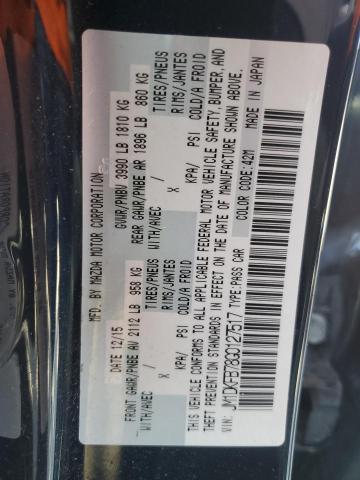 MFD. BY MAZDA MOTOR CORPORATION
DATE 12/15 GVWR/PNBV 3990 LB 1810 KG
FRONT GAWR/PNBE AV 2112 LB 958 KG REAR GAWR/PNBE AR 1896 LB 860 KG
WITH/AVEC TIRES/PNEUS WITH/AVEC TIRES/PNEUS
X RIMS/JANTES X RIMS/JANTES
KPA/ PSI COLD/A FROID KPA/ PSI COLD/A FROID
THIS VEHICLE CONFORMS TO ALL APPLICABLE FEDERAL MOTOR VEHICLE SAFETY, BUMPER, AND
THEFT PREVENTION STANDARDS IN EFFECT ON THE DATE OF MANUFACTURE SHOWN ABOVE.
VIN: TYPE: PASS CAR MADE IN JAPAN
COLOR CODE: 42M